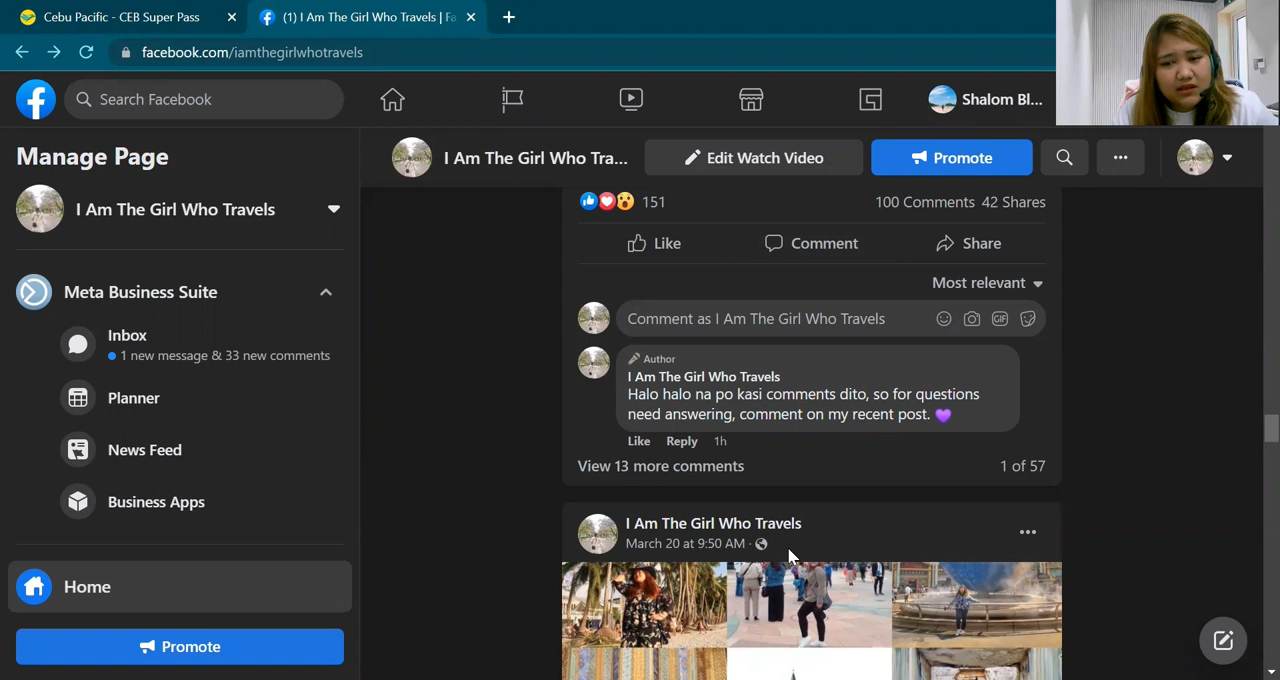 Cebu Pacific - CEB Super Pass
(1) I Am The Girl Who Travels | Fa
facebook.com/iamthegirlwhotravels
Search Facebook
Shalom Bl...
Manage Page
I Am The Girl Who Travels
Meta Business Suite
Inbox
1 new message & 33 new comments
Planner
News Feed
Business Apps
Home
Promote
I Am The Girl Who Tra...
Edit Watch Video
Promote
151
100 Comments 42 Shares
Like
Comment
Share
Most relevant
Comment as I Am The Girl Who Travels
GIF
Author
I Am The Girl Who Travels
Halo halo na po kasi comments dito, so for questions
need answering, comment on my recent post. 💜
Like Reply 1h
View 13 more comments
1 of 57
I Am The Girl Who Travels
March 20 at 9:50 AM ·